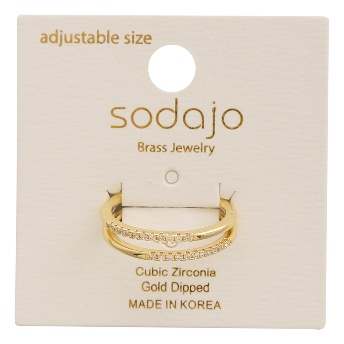 adjustable size
sodajo
Brass Jewelry
Cubic Zirconia
Gold Dipped
MADE IN KOREA